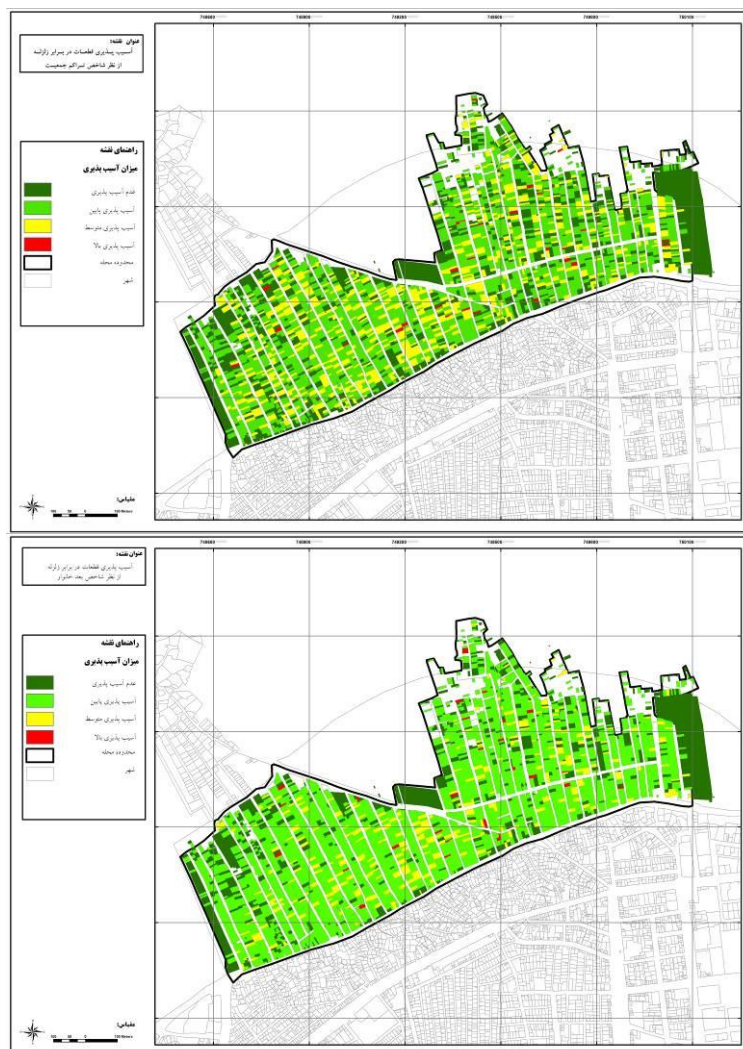 عنوان نقشه:
آسیب پذیری قطعات در برابر زلزله
از نظر شاخص تراکم جمعیت
راهنمای نقشه
میزان آسیب پذیری
عدم آسیب پذیری
آسیب پذیری پایین
آسیب پذیری متوسط
آسیب پذیری بالا
محدوده محله
شهر
مقیاس:
عنوان نقشه:
آسیب پذیری قطعات در برابر زلزله
از نظر شاخص بعد خانوار
راهنمای نقشه
میزان آسیب پذیری
عدم آسیب پذیری
آسیب پذیری پایین
آسیب پذیری متوسط
آسیب پذیری بالا
محدوده محله
شهر
مقیاس: